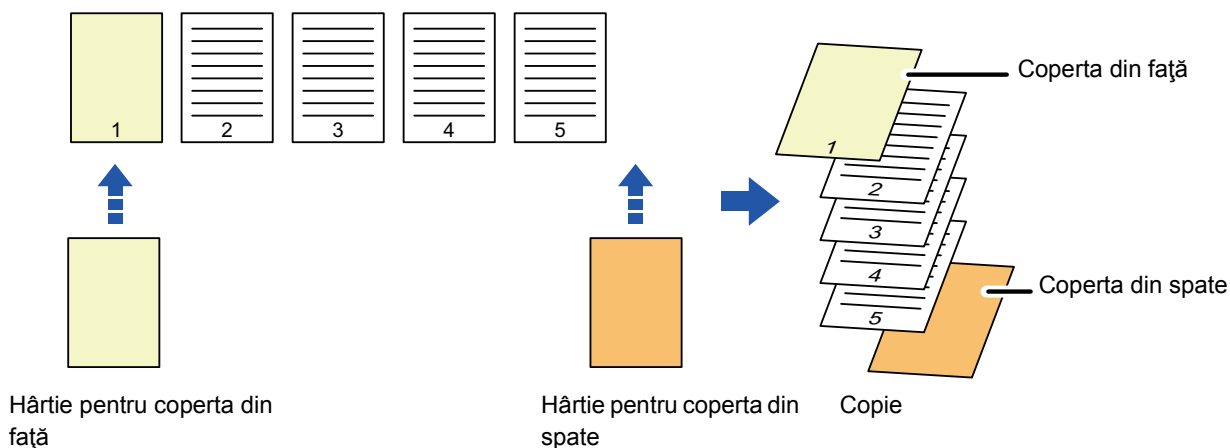 1
2
3
4
5
Coperta din faţă
1
2
3
4
5
Coperta din spate
Hârtie pentru coperta din
faţă
Hârtie pentru coperta din
spate
Copie